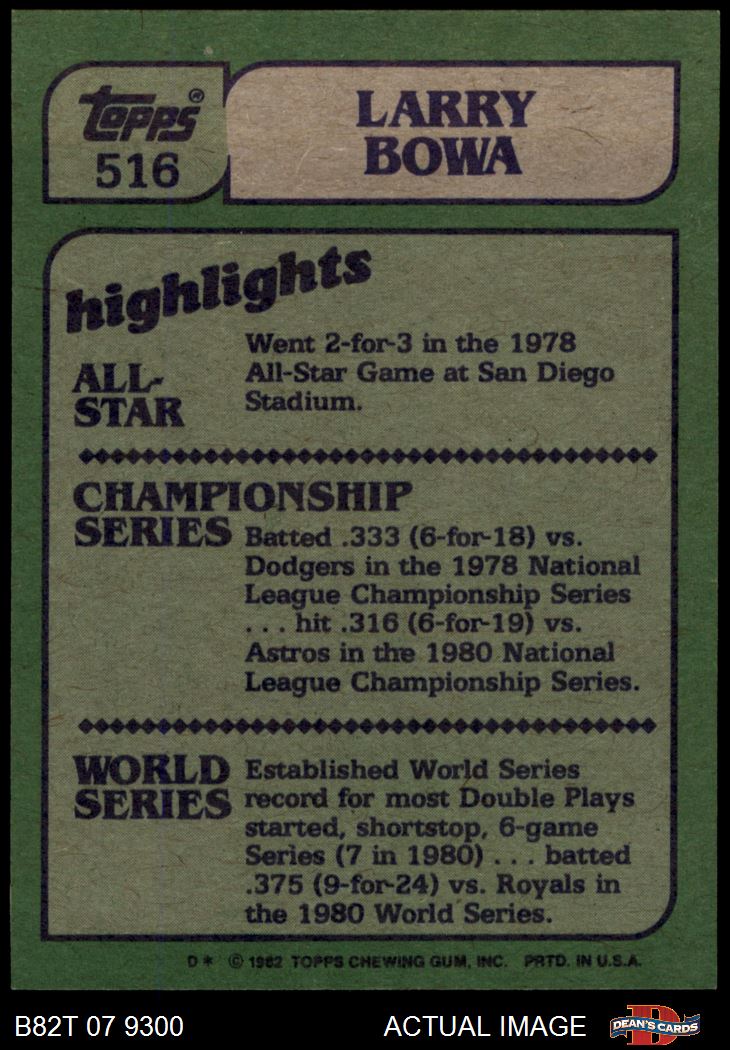 Topps®
516
LARRY
BOWA
highlights
ALL-
STAR
Went 2-for-3 in the 1978
All-Star Game at San Diego
Stadium.
CHAMPIONSHIP
SERIES
Batted .333 (6-for-18) vs.
Dodgers in the 1978 National
League Championship Series
. . . hit .316 (6-for-19) vs.
Astros in the 1980 National
League Championship Series.
WORLD
SERIES
Established World Series
record for most Double Plays
started, shortstop, 6-game
Series (7 in 1980) . . . batted
.375 (9-for-24) vs. Royals in
the 1980 World Series.
D* © 1982 TOPPS CHEWING GUM, INC. PRTD. IN U.S.A.
B82T 07 9300
ACTUAL IMAGE
D
DEAN'S CARDS